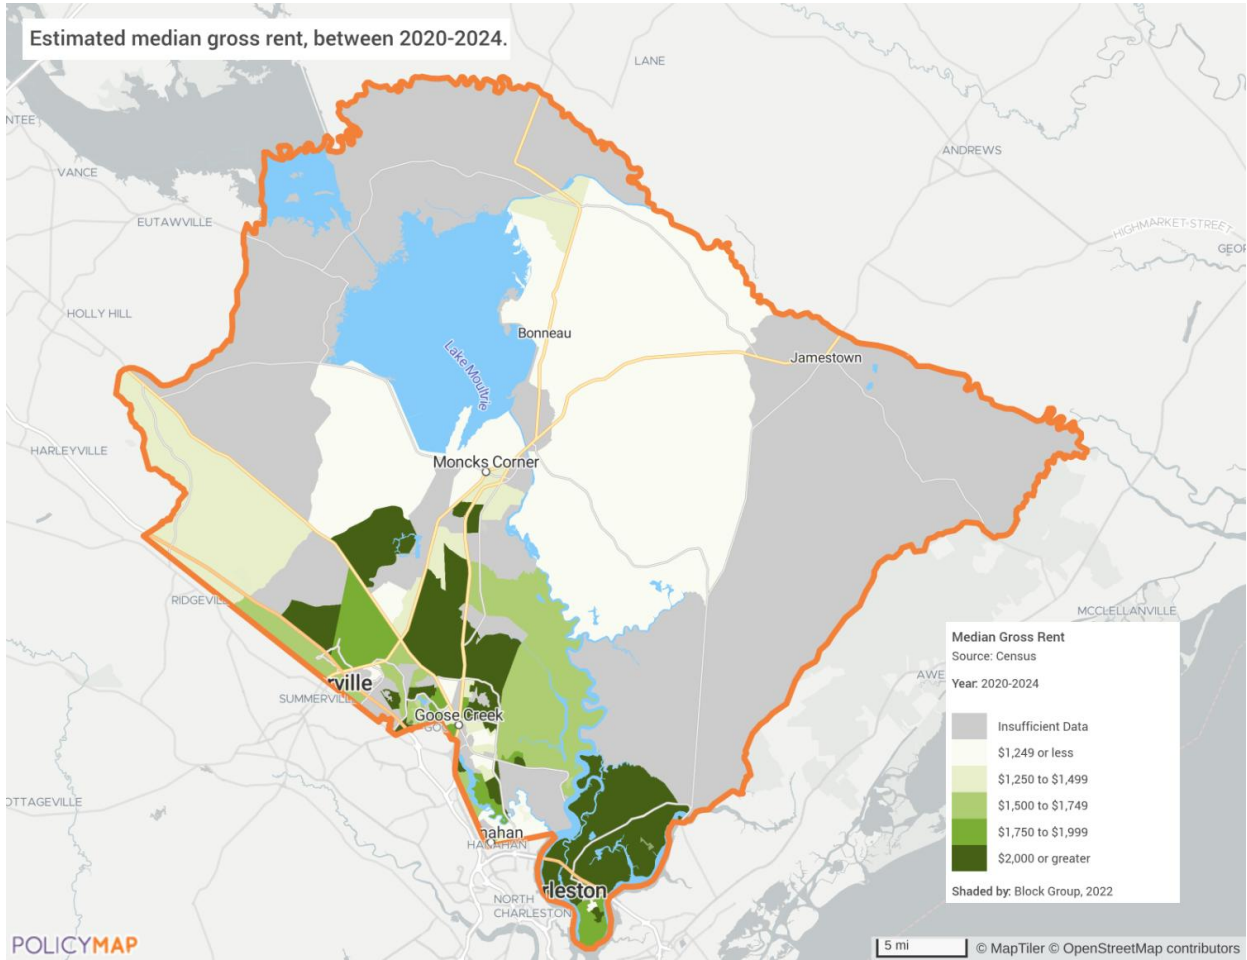 Estimated median gross rent, between 2020-2024.
LANE
NTEE
ANDREWS
VANCE
EUTAWVILLE
HIGHMARKET-STREET
GEOR
HOLLY HILL
Bonneau
Lake Moultrie
Jamestown
HARLEYVILLE
Moncks Corner
RIDGEVIL
MCCLELLANVILLE
Median Gross Rent
Source: Census
Year: 2020-2024
AWE
rville
SUMMERVILLE
Goose Creek
Insufficient Data
$1,249 or less
$1,250 to $1,499
$1,500 to $1,749
$1,750 to $1,999
$2,000 or greater
OTTAGEVILLE
nahan
HANAHAN
rleston
NORTH
CHARLESTON
Shaded by: Block Group, 2022
POLICYMAP
5 mi
© MapTiler © OpenStreetMap contributors